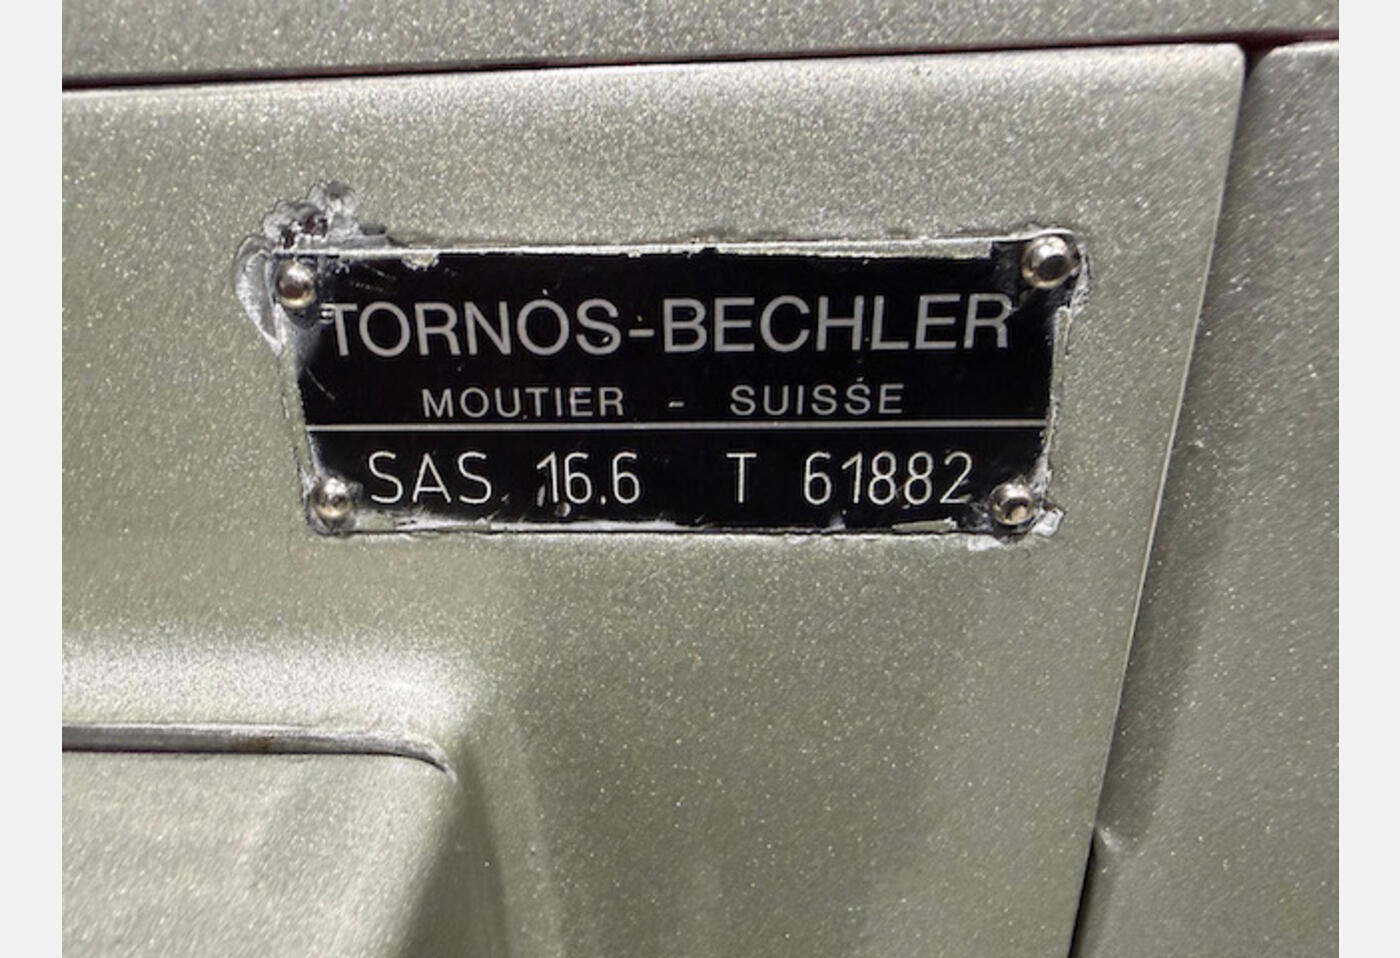 TORNOS-BECHLER
MOUTIER - SUISSE
SAS 16.6 T 61882